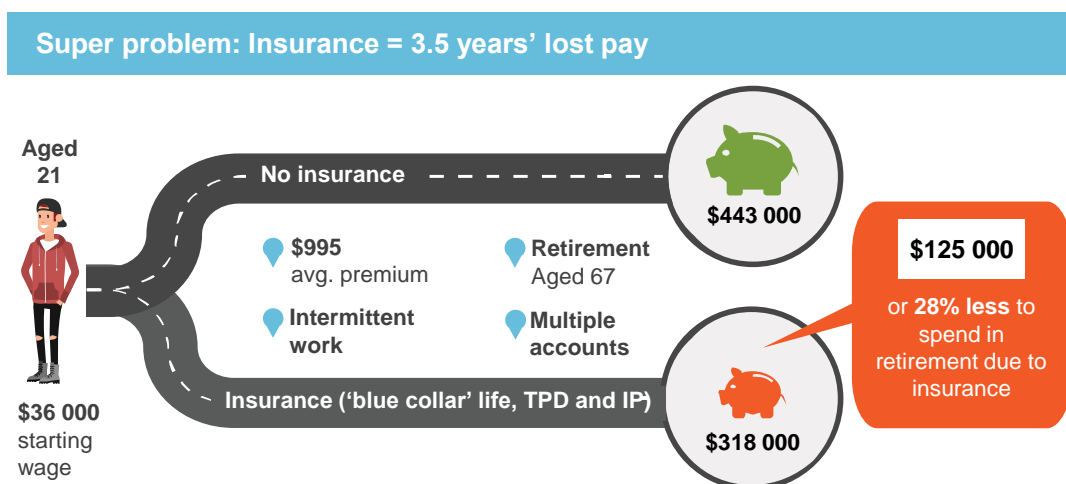 Super problem: Insurance = 3.5 years’ lost pay
Aged
21
$36 000
starting
wage
No insurance
$995
avg. premium
Intermittent
work
Retirement
Aged 67
Multiple
accounts
Insurance (‘blue collar’ life, TPD and IP)
$443 000
$318 000
$125 000
or 28% less to
spend in
retirement due to
insurance